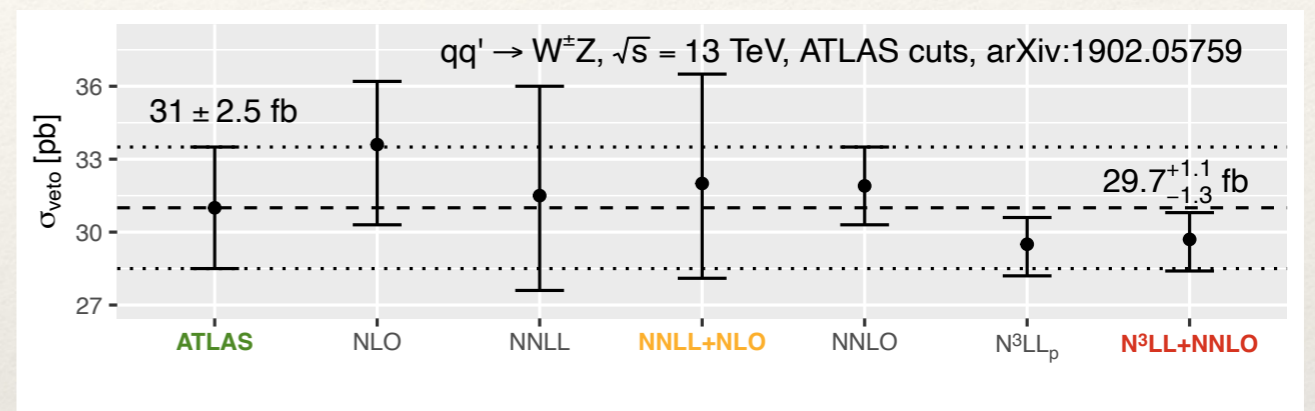 qq' → W±Z, √s = 13 TeV, ATLAS cuts, arXiv:1902.05759
σveto [pb]
36
33
30
27
31 ± 2.5 fb
29.7+1.1−1.3 fb
ATLAS NLO NNLL NNLL+NLO NNLO N³LLp N³LL+NNLO